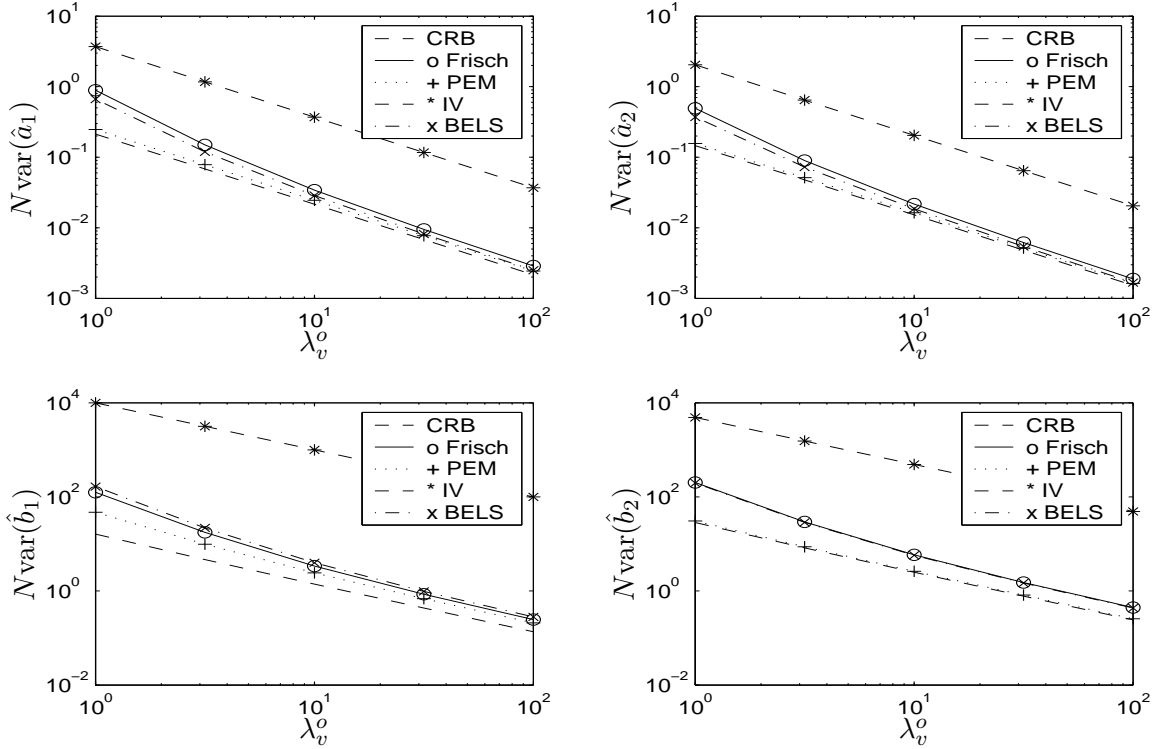 10^1
10^0
10^-1
10^-2
10^-3
N var(â_1)
CRB
o Frisch
+ PEM
* IV
x BELS
10^0 10^1 10^2
λ_v^o
10^2
10^1
10^0
10^-1
10^-2
10^-3
N var(â_2)
CRB
o Frisch
+ PEM
* IV
x BELS
10^0 10^1 10^2
λ_v^o
10^4
10^2
10^0
10^-2
N var(b̂_1)
CRB
o Frisch
+ PEM
* IV
x BELS
10^0 10^1 10^2
λ_v^o
10^4
10^2
10^0
10^-2
N var(b̂_2)
CRB
o Frisch
+ PEM
* IV
x BELS
10^0 10^1 10^2
λ_v^o